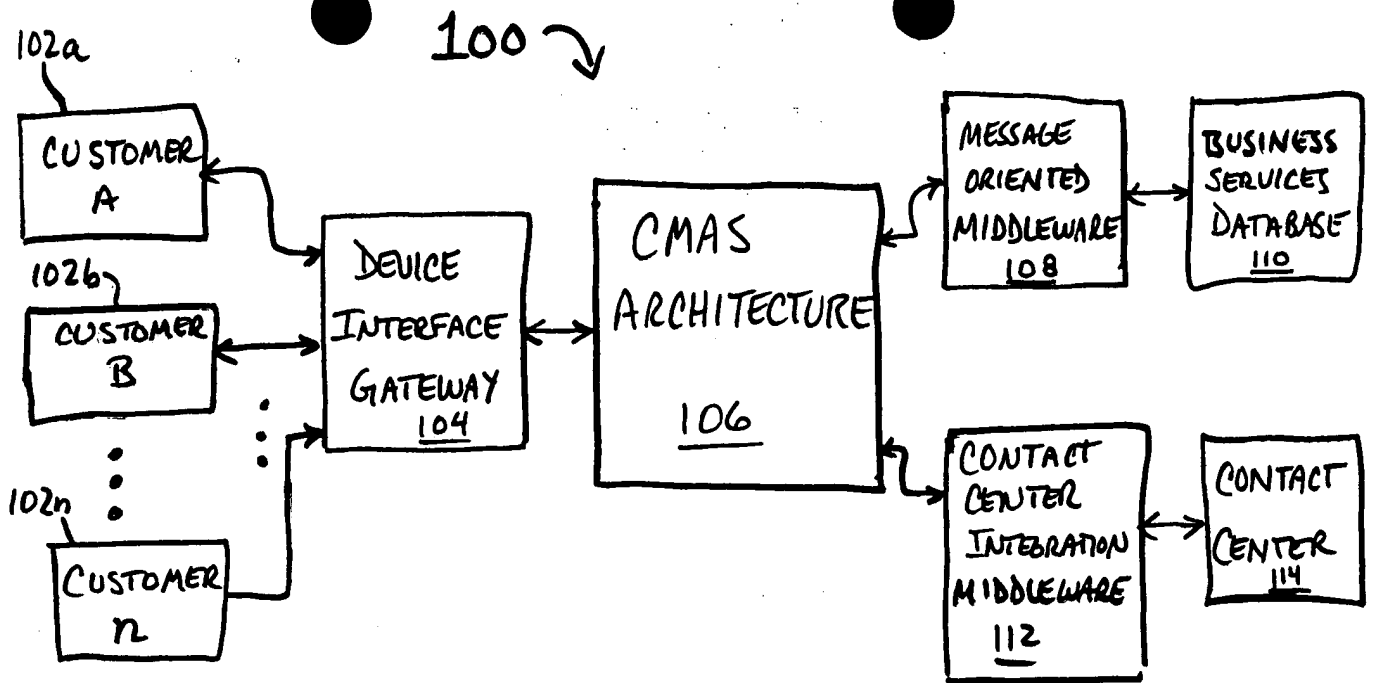 100
102a
CUSTOMER
A
102b
CUSTOMER
B
102n
CUSTOMER
n
DEVICE
INTERFACE
GATEWAY
104
CMAS
ARCHITECTURE
106
MESSAGE
ORIENTED
MIDDLEWARE
108
BUSINESS
SERVICES
DATABASE
110
CONTACT
CENTER
INTEGRATION
MIDDLEWARE
112
CONTACT
CENTER
114